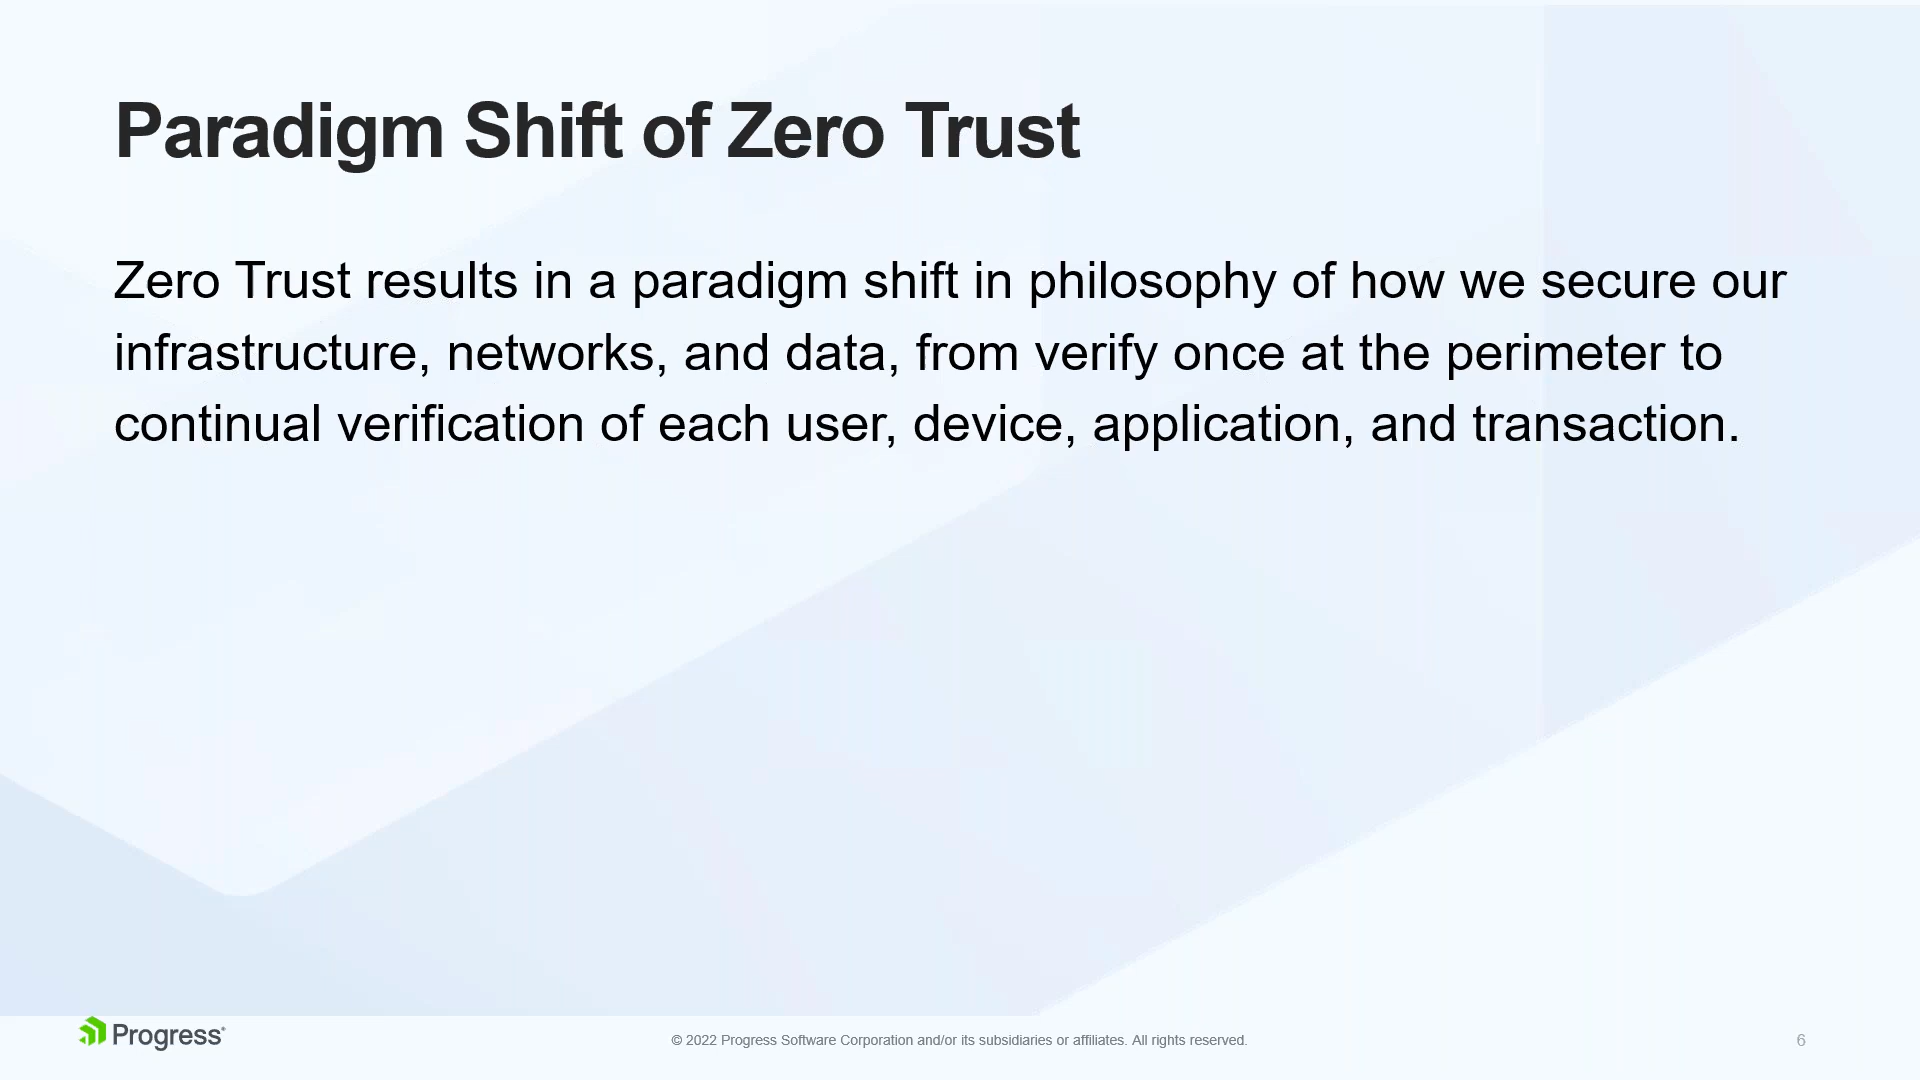 Paradigm Shift of Zero Trust
Zero Trust results in a paradigm shift in philosophy of how we secure our
infrastructure, networks, and data, from verify once at the perimeter to
continual verification of each user, device, application, and transaction.
Progress®
© 2022 Progress Software Corporation and/or its subsidiaries or affiliates. All rights reserved.
6